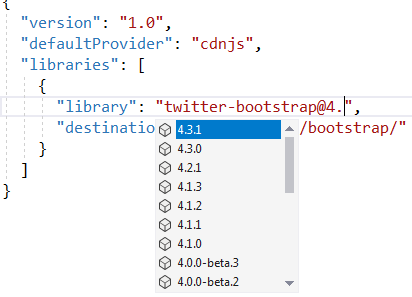 {
"version": "1.0",
"defaultProvider": "cdnjs",
"libraries": [
{
"library": "twitter-bootstrap@4.",
"destinatio /bootstrap/"
4.3.1
4.3.0
4.2.1
4.1.3
4.1.2
4.1.1
4.1.0
4.0.0-beta.3
4.0.0-beta.2
}
]
}